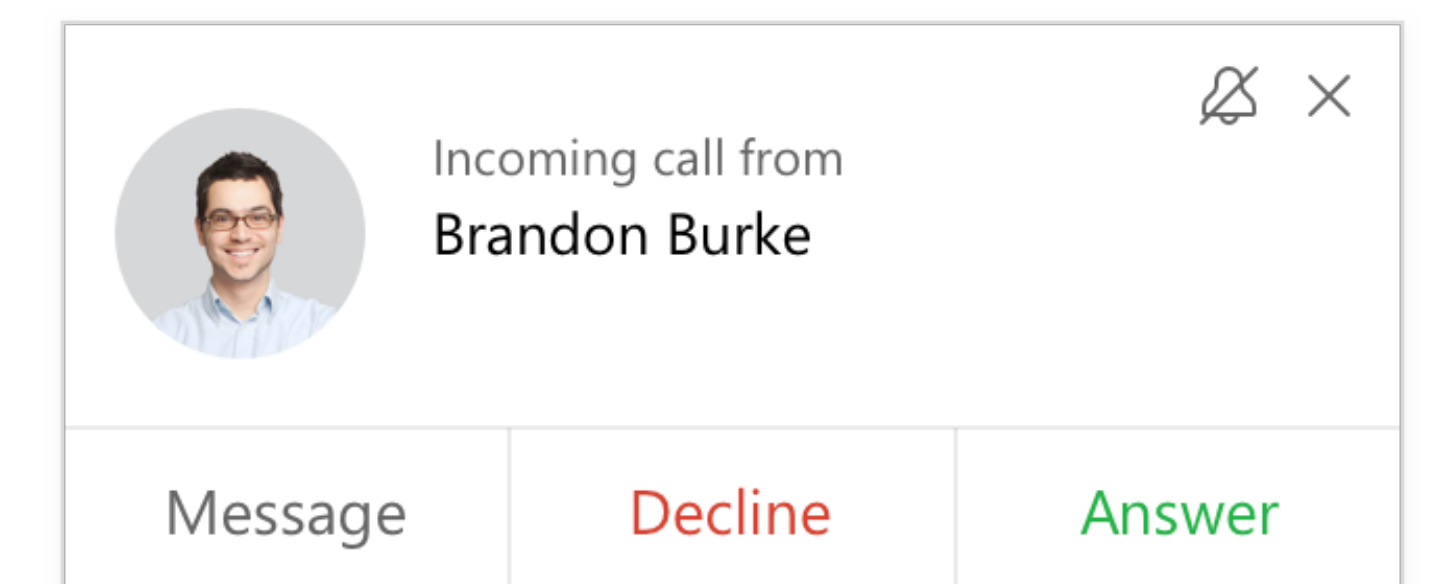 Incoming call from
Brandon Burke
Message
Decline
Answer